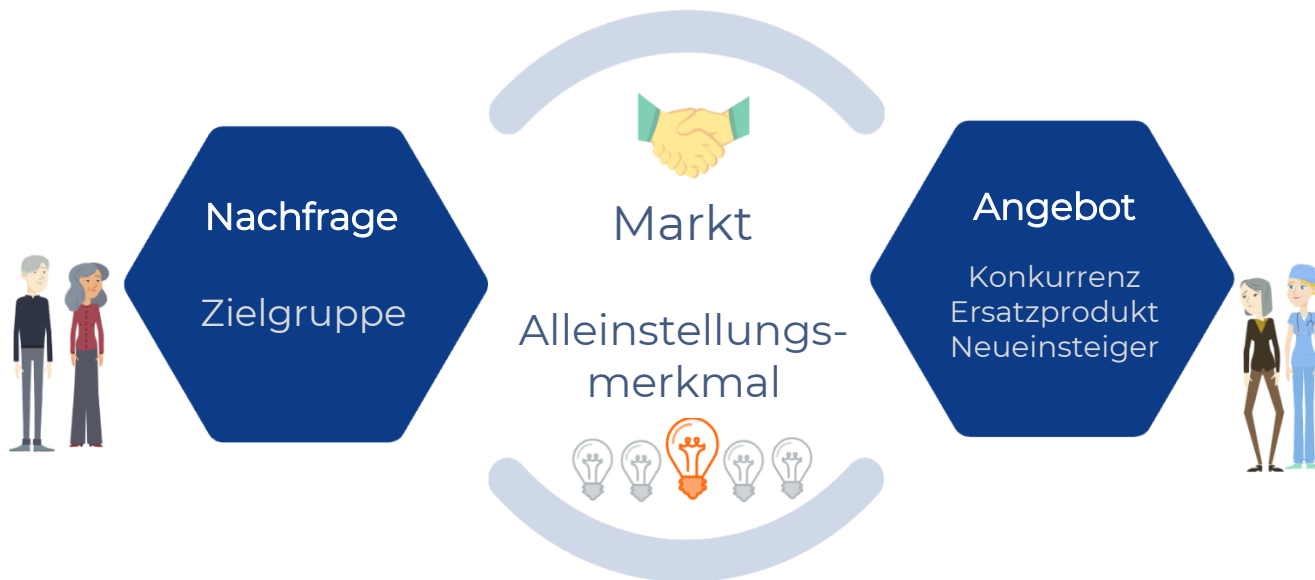 Nachfrage
Zielgruppe
Markt
Alleinstellungs-
merkmal
Angebot
Konkurrenz
Ersatzprodukt
Neueinsteiger